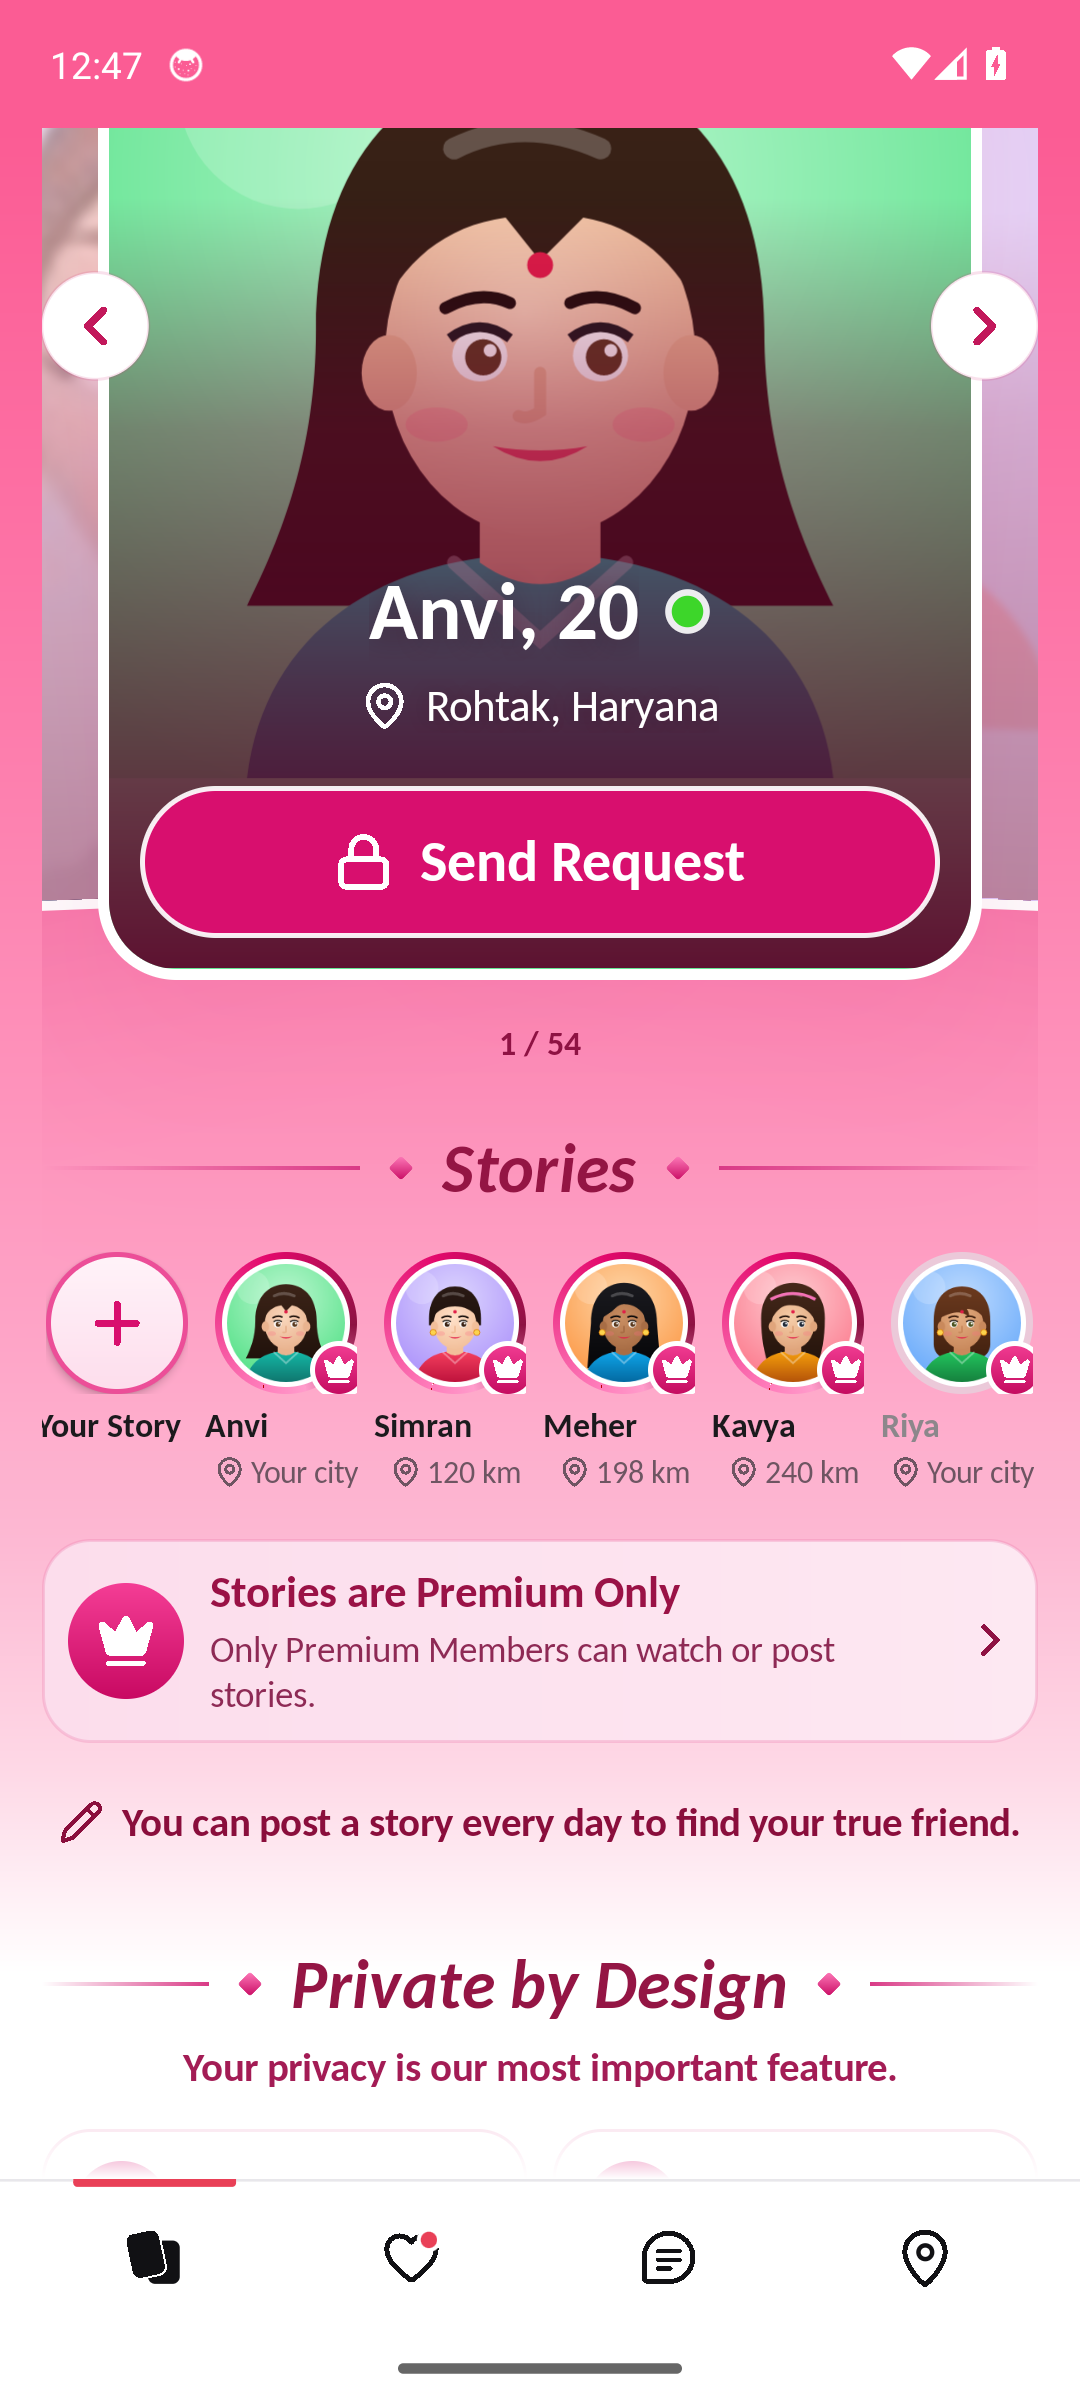 12:47
Anvi, 20
Rohtak, Haryana
Send Request
1 / 54
Stories
Your Story
Anvi
Simran
Meher
Kavya
Riya
Your city
120 km
198 km
240 km
Your city
Stories are Premium Only
Only Premium Members can watch or post
stories.
You can post a story every day to find your true friend.
Private by Design
Your privacy is our most important feature.